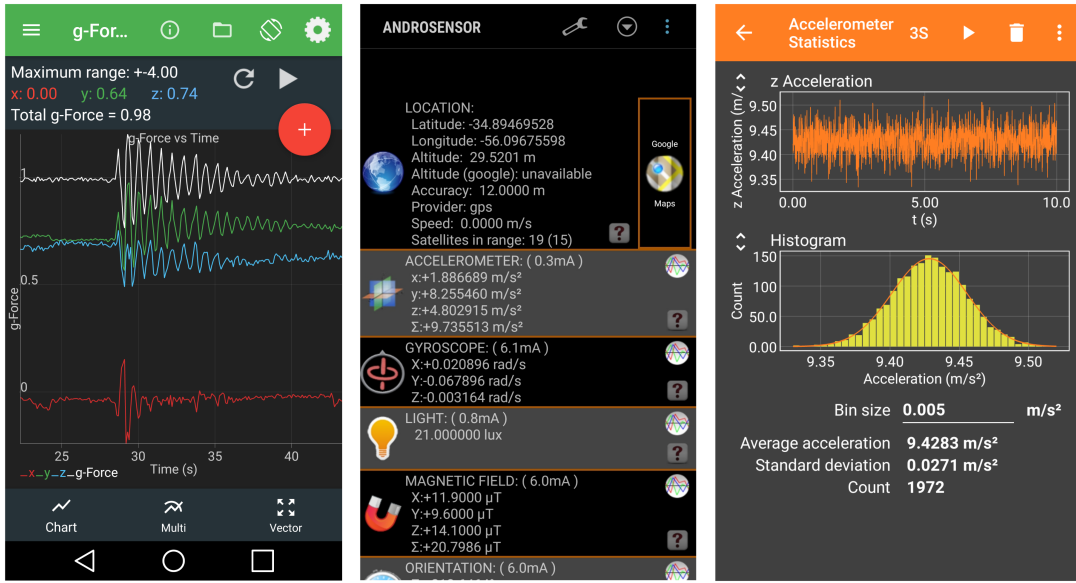 g-For...
Maximum range: +-4.00
x: 0.00 y: 0.64 z: 0.74
Total g-Force = 0.98
+
g-Force vs Time
1
0.5
0
g-Force
25 30 35 40
Time (s)
x y z g-Force
Chart Multi Vector
ANDROSENSOR
LOCATION:
Latitude: -34.89469528
Longitude: -56.09675598
Altitude: 29.5201 m
Altitude (google): unavailable
Accuracy: 12.0000 m
Provider: gps
Speed: 0.0000 m/s
Satellites in range: 19 (15)
Google
Maps
?
ACCELEROMETER: ( 0.3mA )
x:+1.886689 m/s²
y:+8.255460 m/s²
z:+4.802915 m/s²
Σ:+9.735513 m/s²
?
GYROSCOPE: ( 6.1mA )
X:+0.020896 rad/s
Y:-0.067896 rad/s
Z:-0.003164 rad/s
?
LIGHT: ( 0.8mA )
21.000000 lux
?
MAGNETIC FIELD: ( 6.0mA )
X:+11.9000 µT
Y:+9.6000 µT
Z:+14.1000 µT
Σ:+20.7986 µT
?
ORIENTATION: ( 6.0mA )
Accelerometer
Statistics
3S
z Acceleration
z Acceleration (m/
9.50
9.45
9.40
9.35
0.00 5.00 10.0
t (s)
Histogram
Count
150
100
50.0
0.00
9.35 9.40 9.45 9.50
Acceleration (m/s²)
Bin size 0.005 m/s²
Average acceleration 9.4283 m/s²
Standard deviation 0.0271 m/s²
Count 1972